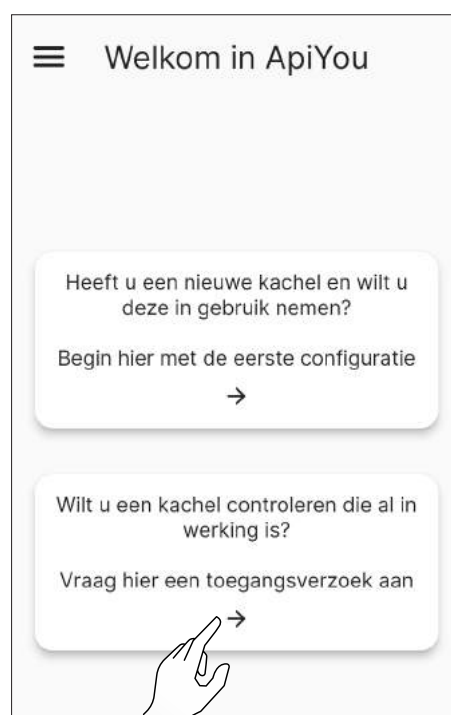 Welkom in ApiYou
Heeft u een nieuwe kachel en wilt u
deze in gebruik nemen?
Begin hier met de eerste configuratie
Wilt u een kachel controleren die al in
werking is?
Vraag hier een toegangsverzoek aan